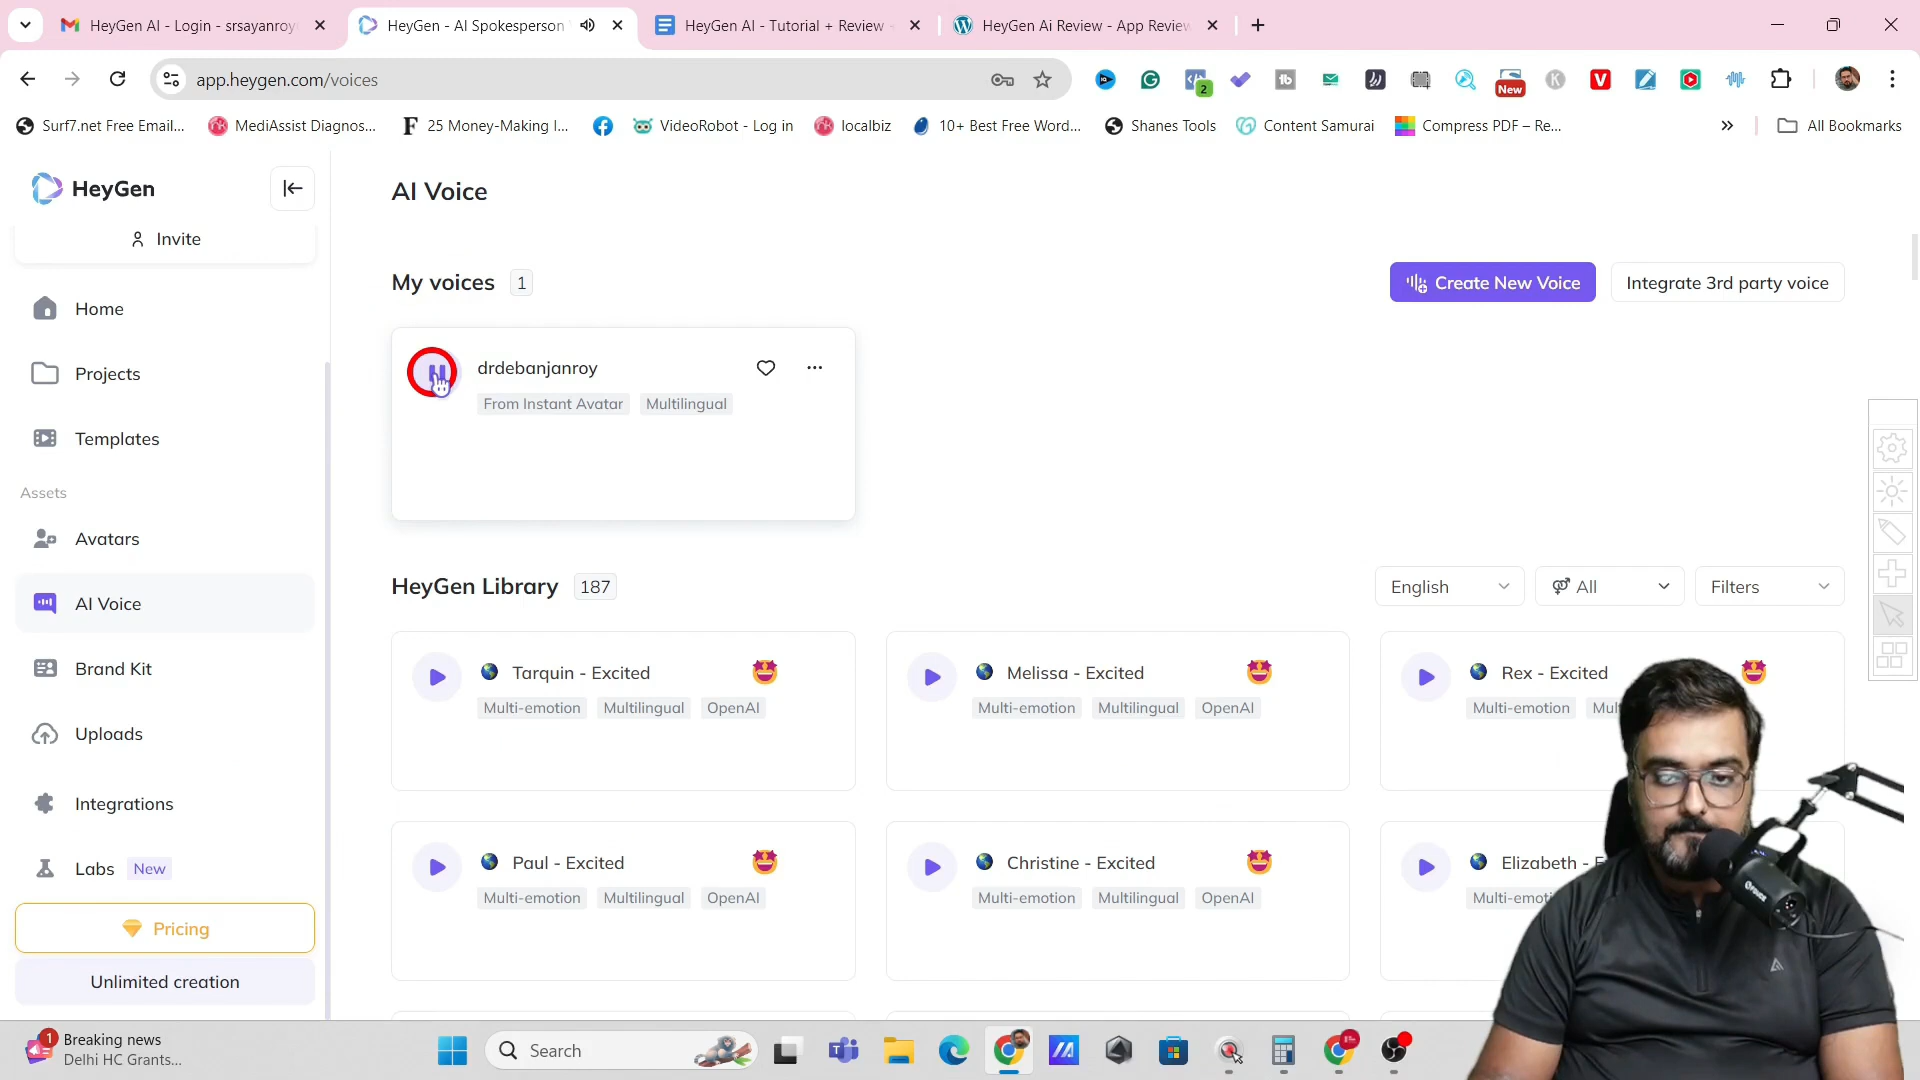 HeyGen AI - Login - srsayanroy
HeyGen - AI Spokesperson
HeyGen AI - Tutorial + Review
HeyGen Ai Review - App Review
app.heygen.com/voices
2
New
Surf7.net Free Email...
MediAssist Diagnos...
25 Money-Making I...
VideoRobot - Log in
localbiz
10+ Best Free Word...
Shanes Tools
Content Samurai
Compress PDF – Re...
All Bookmarks
HeyGen
Invite
Home
Projects
Templates
Assets
Avatars
AI Voice
Brand Kit
Uploads
Integrations
Labs New
Pricing
Unlimited creation
AI Voice
My voices 1
Create New Voice
Integrate 3rd party voice
drdebanjanroy
From Instant Avatar Multilingual
HeyGen Library 187
English
All
Filters
Tarquin - Excited
Multi-emotion Multilingual OpenAI
Melissa - Excited
Multi-emotion Multilingual OpenAI
Rex - Excited
Multi-emotion
Paul - Excited
Multi-emotion Multilingual OpenAI
Christine - Excited
Multi-emotion Multilingual OpenAI
Elizabeth -
1
Breaking news
Delhi HC Grants...
Search